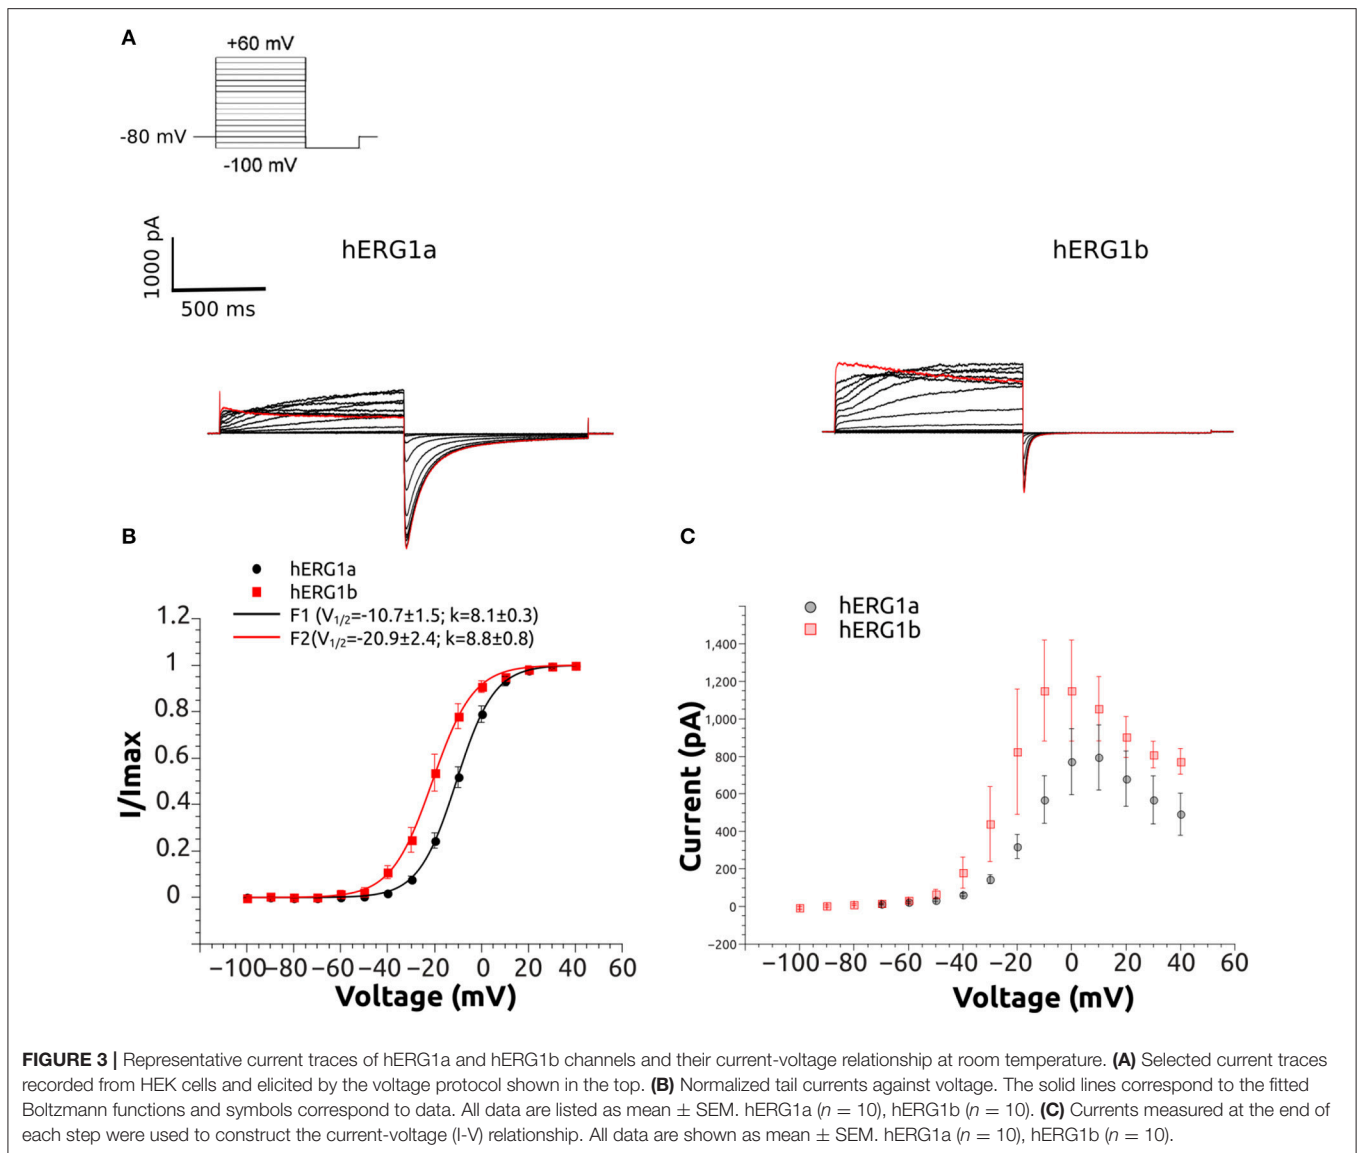 A
+60 mV
-80 mV
-100 mV
1000 pA
500 ms
hERG1a
hERG1b
B
hERG1a
hERG1b
F1 (V1/2=-10.7±1.5; k=8.1±0.3)
F2(V1/2=-20.9±2.4; k=8.8±0.8)
1.2
1
0.8
0.6
0.4
0.2
0
I/Imax
−100 −80 −60 −40 −20 0 20 40 60
Voltage (mV)
C
hERG1a
hERG1b
1,400
1,200
1,000
800
600
400
200
0
−200
Current (pA)
−100 −80 −60 −40 −20 0 20 40 60
Voltage (mV)
FIGURE 3 | Representative current traces of hERG1a and hERG1b channels and their current-voltage relationship at room temperature. (A) Selected current traces
recorded from HEK cells and elicited by the voltage protocol shown in the top. (B) Normalized tail currents against voltage. The solid lines correspond to the fitted
Boltzmann functions and symbols correspond to data. All data are listed as mean ± SEM. hERG1a (n = 10), hERG1b (n = 10). (C) Currents measured at the end of
each step were used to construct the current-voltage (I-V) relationship. All data are shown as mean ± SEM. hERG1a (n = 10), hERG1b (n = 10).